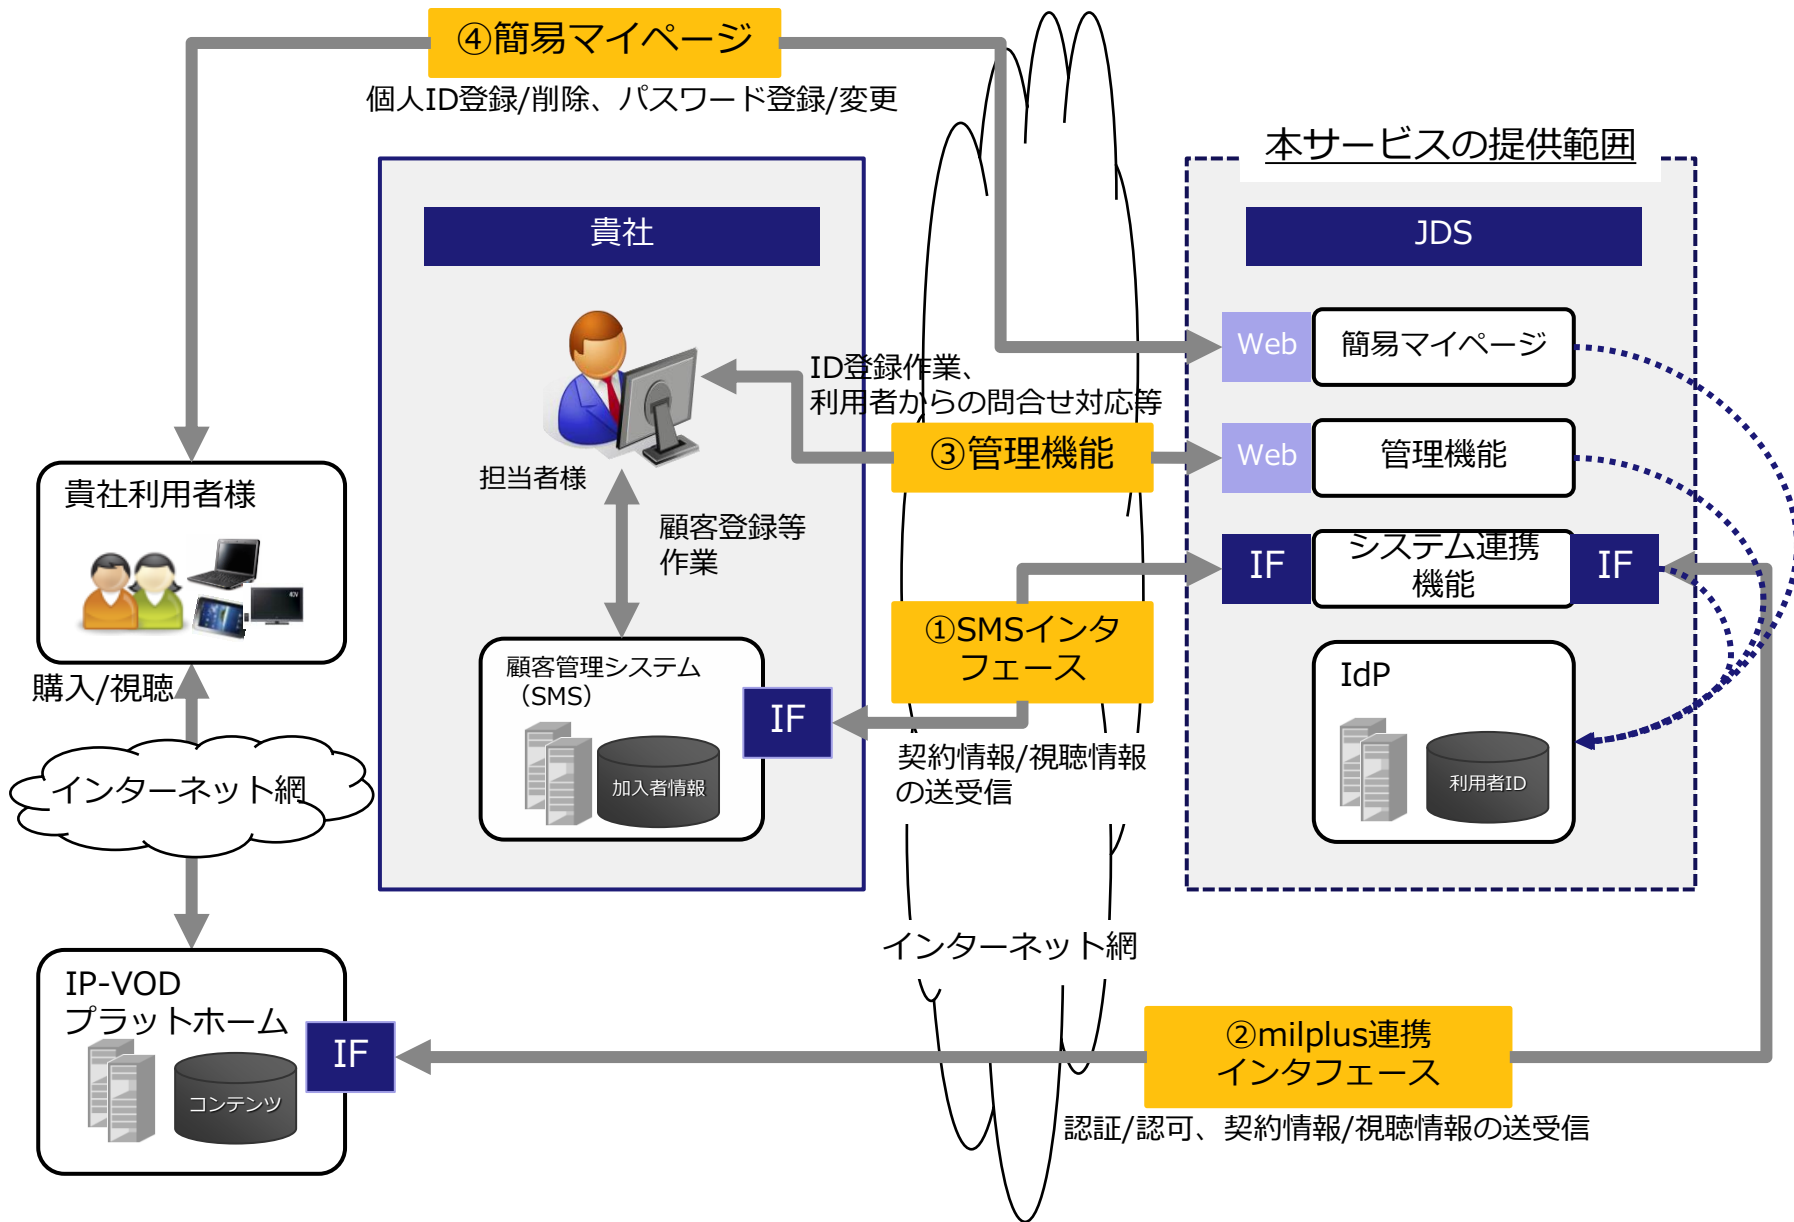 ④簡易マイページ
個人ID登録/削除、パスワード登録/変更
本サービスの提供範囲
貴社
JDS
Web
簡易マイページ
ID登録作業、
利用者からの問合せ対応等
③管理機能
Web
管理機能
担当者様
貴社利用者様
顧客登録等
作業
IF
システム連携
機能
IF
40V
①SMSインタ
フェース
購入/視聴
顧客管理システム
（SMS）
IF
加入者情報
IdP
利用者ID
契約情報/視聴情報
の送受信
インターネット網
インターネット網
IP-VOD
プラットホーム
IF
コンテンツ
②milplus連携
インタフェース
認証/認可、契約情報/視聴情報の送受信